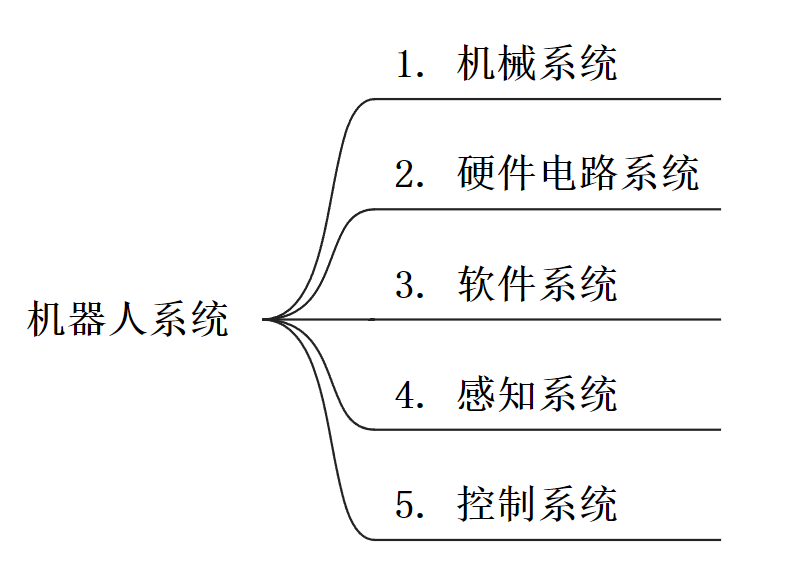 1. 机械系统
2. 硬件电路系统
3. 软件系统
机器人系统
4. 感知系统
5. 控制系统